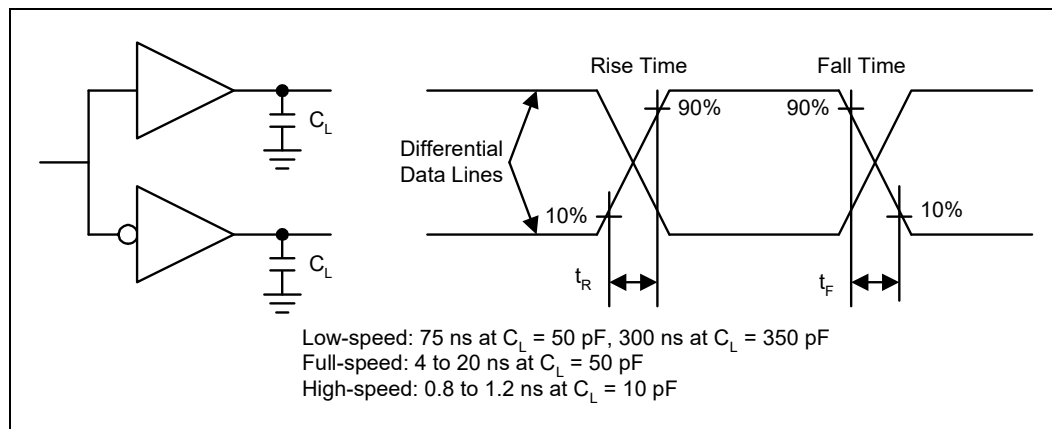 Rise Time
Fall Time
C_L
90%
90%
Differential
Data Lines
10%
10%
C_L
t_R
t_F
Low-speed: 75 ns at C_L = 50 pF, 300 ns at C_L = 350 pF
Full-speed: 4 to 20 ns at C_L = 50 pF
High-speed: 0.8 to 1.2 ns at C_L = 10 pF